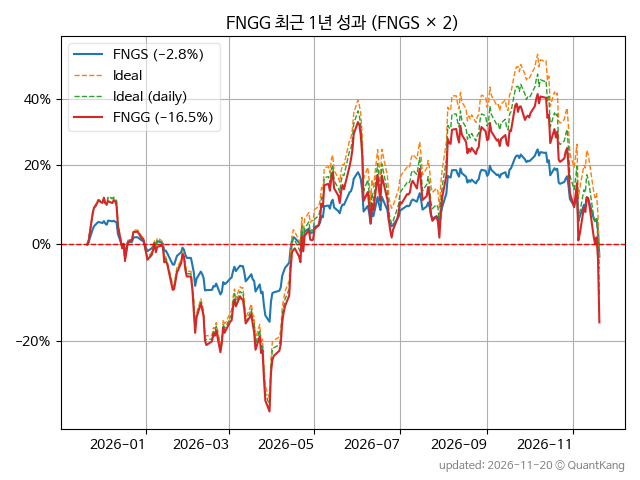 FNGG 최근 1년 성과 (FNGS × 2)
FNGS (−2.8%)
Ideal
Ideal (daily)
FNGG (−16.5%)
40%
20%
0%
−20%
2026-01
2026-03
2026-05
2026-07
2026-09
2026-11
updated: 2026-11-20 © QuantKang